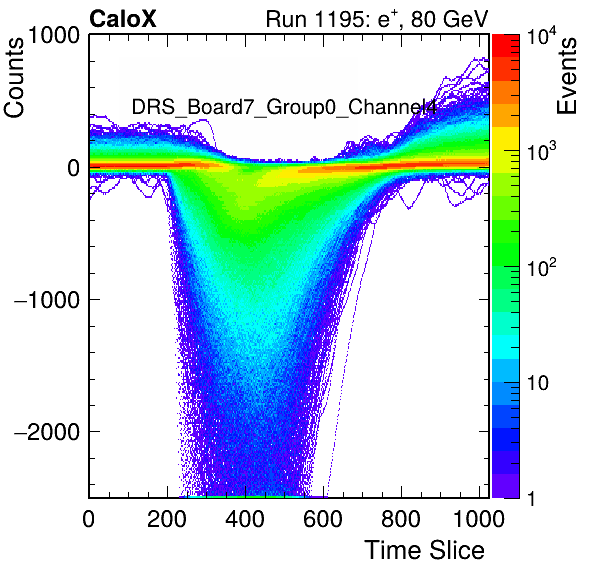 CaloX Run 1195: e⁺, 80 GeV
Counts
Events
DRS_Board7_Group0_Channel4
1000
0
−1000
−2000
0 200 400 600 800 1000
Time Slice
10⁴
10³
10²
10
1